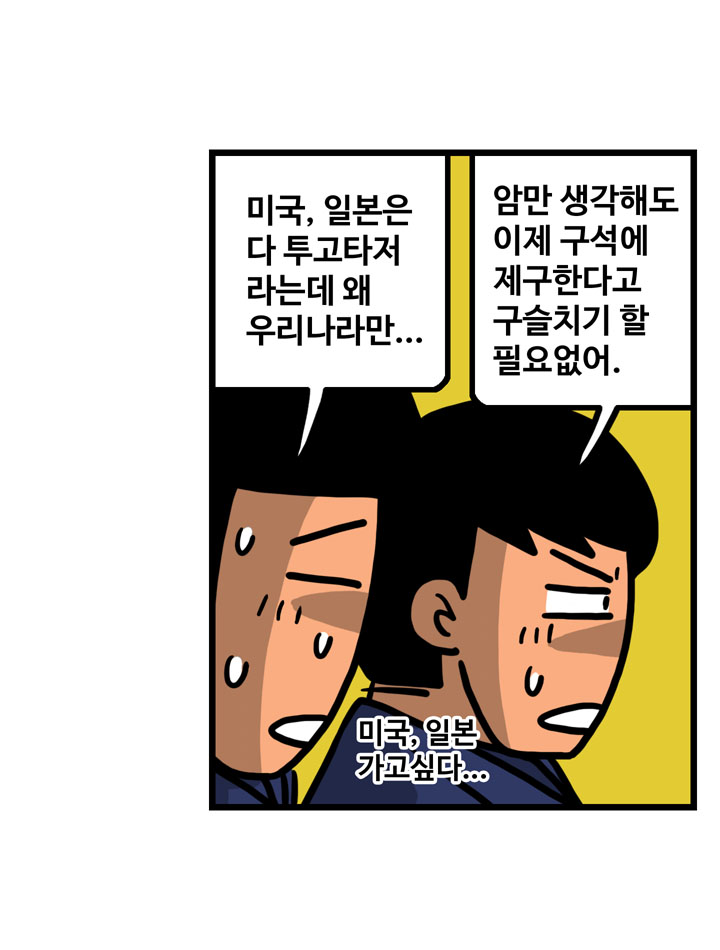 미국, 일본은
다 투고타저
라는데 왜
우리나라만...
암만 생각해도
이제 구석에
제구한다고
구슬치기 할
필요없어.
미국, 일본
가고싶다...